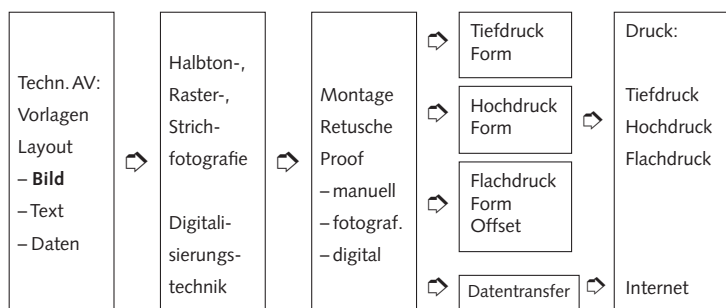 Techn. AV:
Vorlagen
Layout
– Bild
– Text
– Daten
Halbton-,
Raster-,
Strich-
fotografie
Digitali-
sierungs-
technik
Montage
Retusche
Proof
– manuell
– fotograf.
– digital
Tiefdruck
Form
Hochdruck
Form
Flachdruck
Form
Offset
Datentransfer
Druck:
Tiefdruck
Hochdruck
Flachdruck
Internet